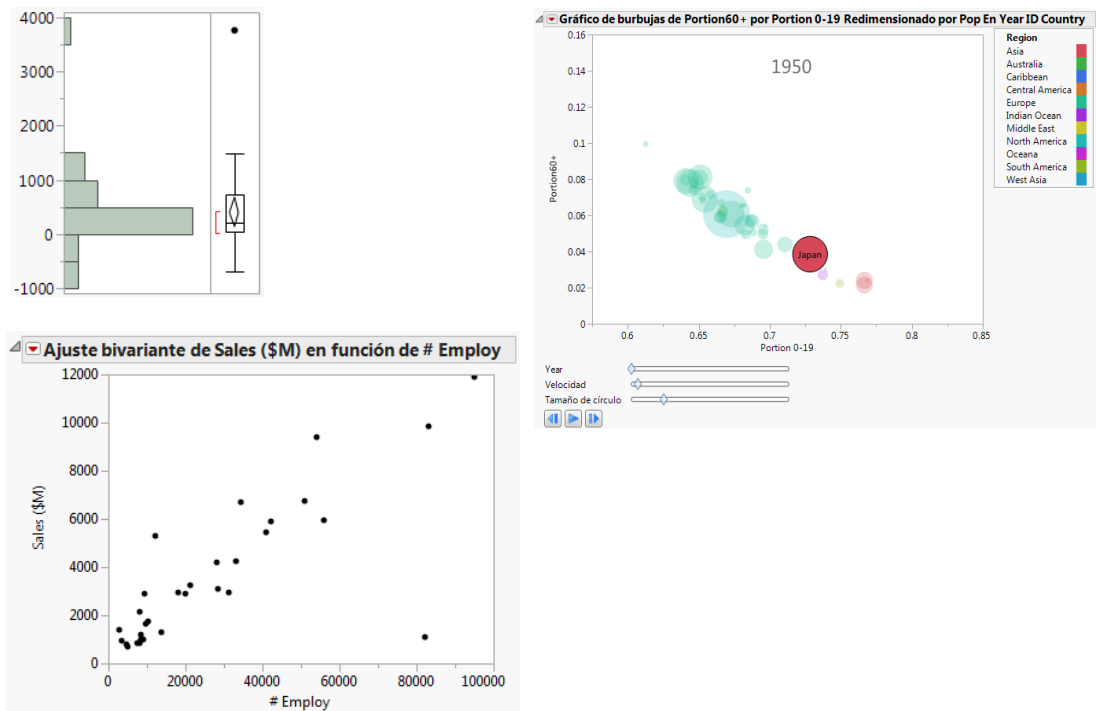 4000
3000
2000
1000
0
-1000
Gráfico de burbujas de Portion60+ por Portion 0-19 Redimensionado por Pop En Year ID Country
0.16
0.14
0.12
0.1
0.08
0.06
0.04
0.02
0
Portion60+
1950
Japan
0.6 0.65 0.7 0.75 0.8 0.85
Portion 0-19
Region
Asia
Australia
Caribbean
Central America
Europe
Indian Ocean
Middle East
North America
Oceana
South America
West Asia
Year
Velocidad
Tamaño de círculo
Ajuste bivariante de Sales ($M) en función de # Employ
12000
10000
8000
6000
4000
2000
0
Sales ($M)
0 20000 40000 60000 80000 100000
# Employ